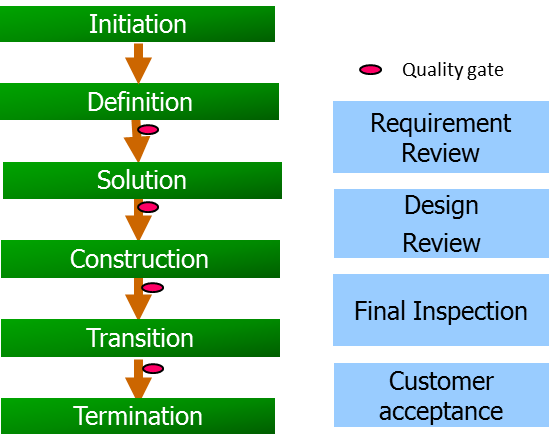 Initiation
Definition
Solution
Construction
Transition
Termination
Quality gate
Requirement
Review
Design
Review
Final Inspection
Customer
acceptance